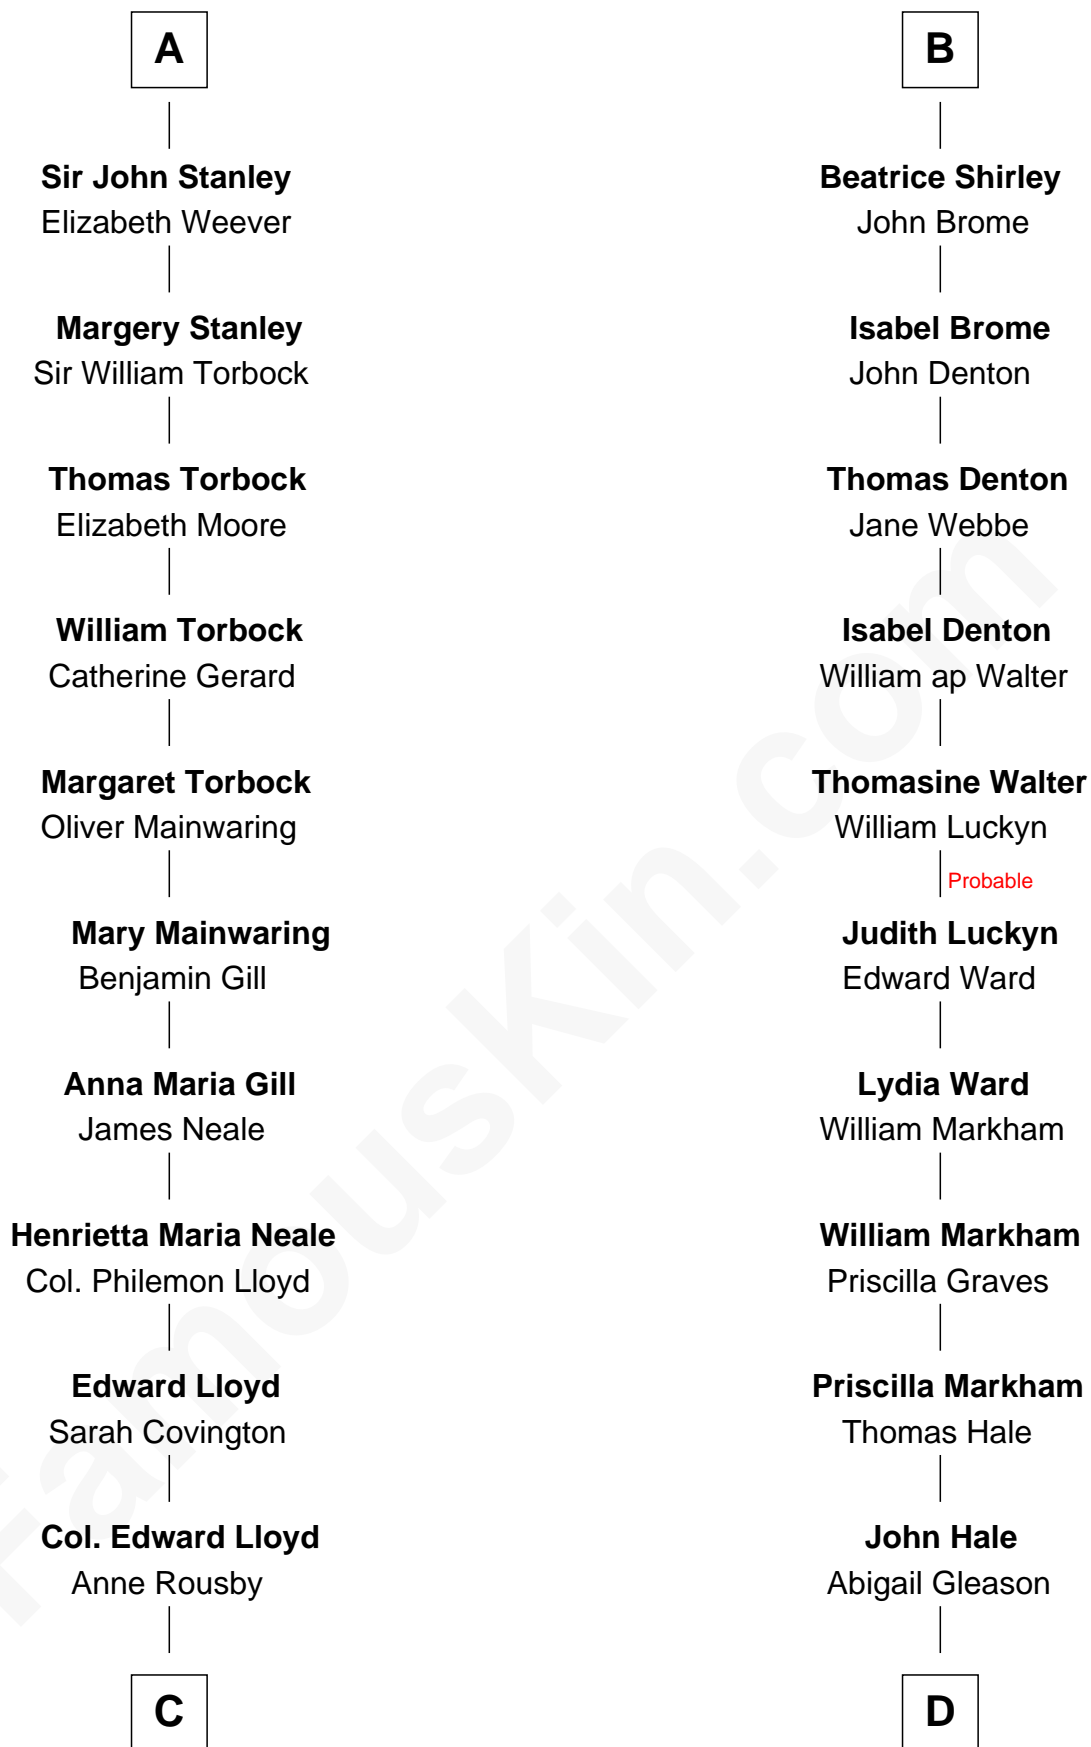 A
Sir John Stanley
Elizabeth Weever
Margery Stanley
Sir William Torbock
Thomas Torbock
Elizabeth Moore
William Torbock
Catherine Gerard
Margaret Torbock
Oliver Mainwaring
Mary Mainwaring
Benjamin Gill
Anna Maria Gill
James Neale
Henrietta Maria Neale
Col. Philemon Lloyd
Edward Lloyd
Sarah Covington
Col. Edward Lloyd
Anne Rousby
C
B
Beatrice Shirley
John Brome
Isabel Brome
John Denton
Thomas Denton
Jane Webbe
Isabel Denton
William ap Walter
Thomasine Walter
William Luckyn
Probable
Judith Luckyn
Edward Ward
Lydia Ward
William Markham
William Markham
Priscilla Graves
Priscilla Markham
Thomas Hale
John Hale
Abigail Gleason
D
FamousKin.com